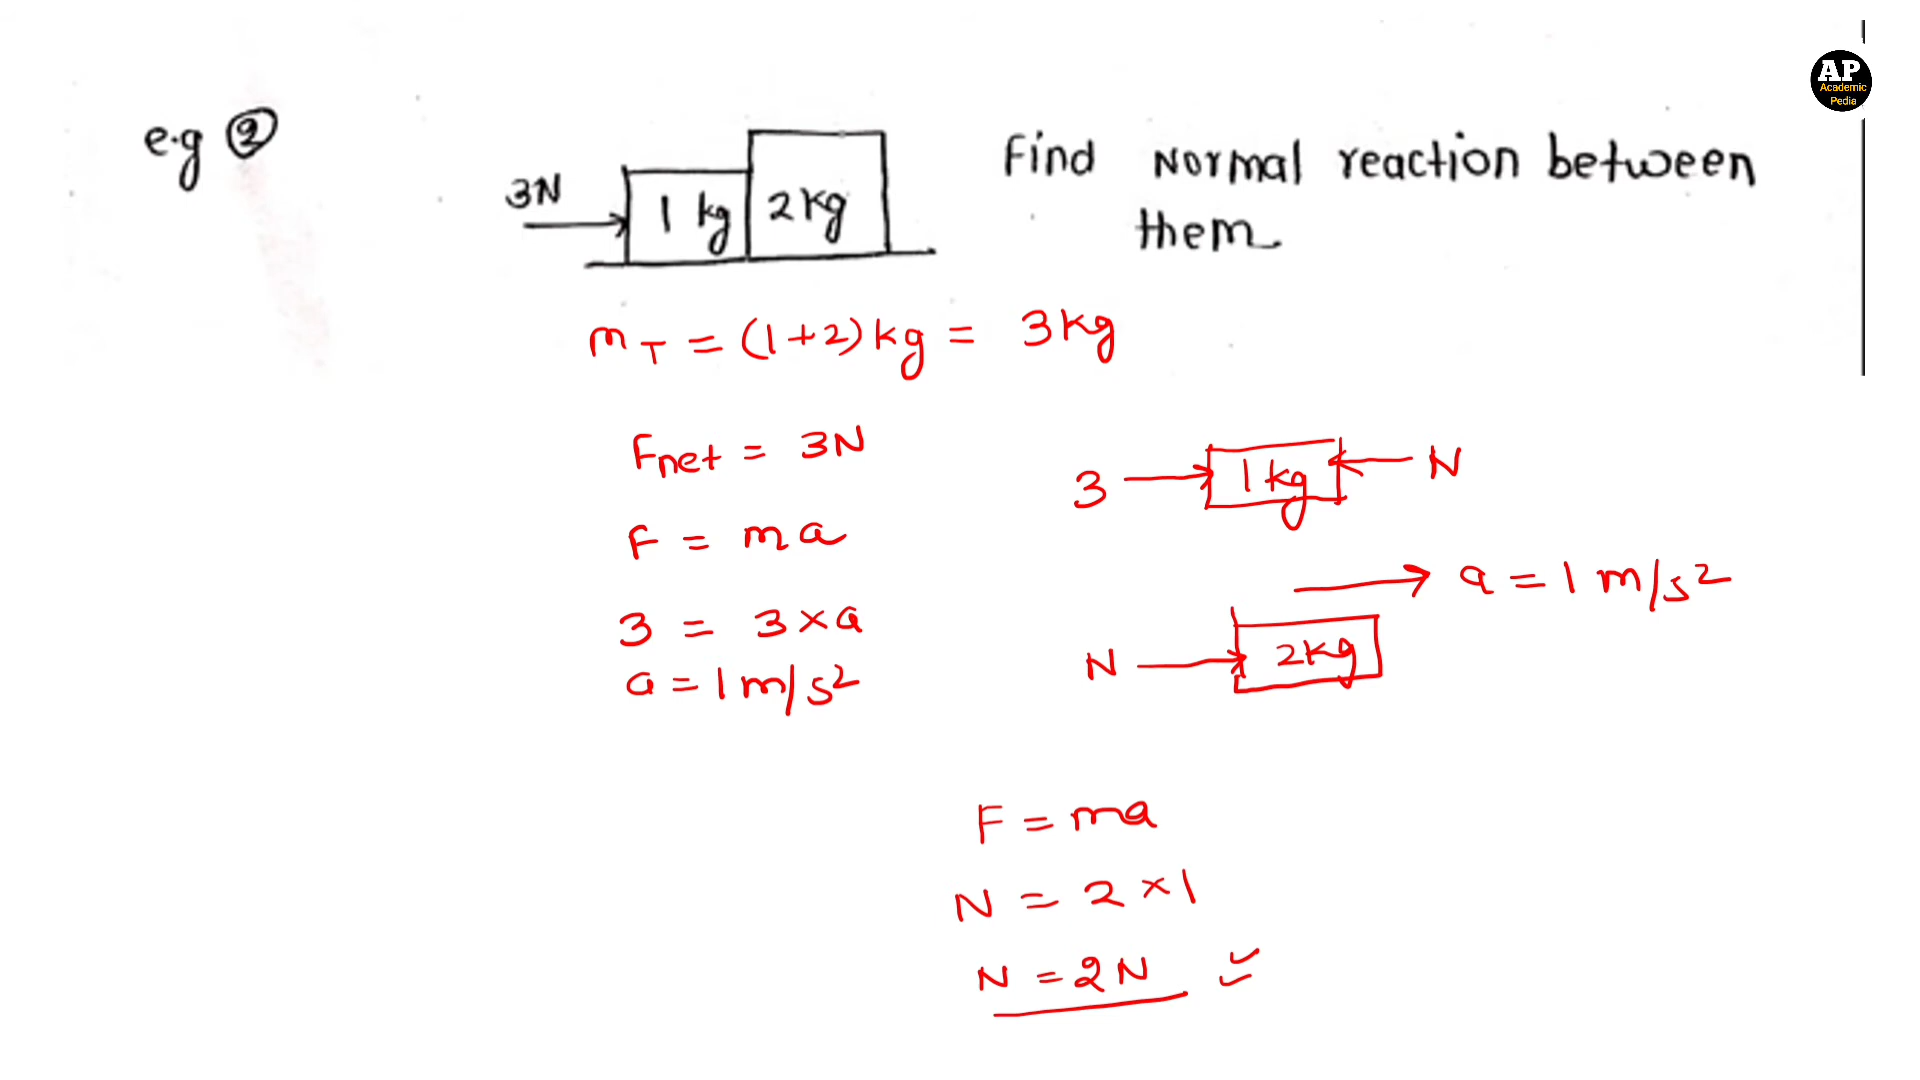 AP
Academic
Pedia
e.g ②
3N
1 kg 2 kg
Find Normal reaction between
them
mT = (1+2) kg = 3 kg
Fnet = 3N
F = ma
3 = 3 × a
a = 1 m/s²
3 1 kg N
a = 1 m/s²
N 2 kg
F = ma
N = 2 × 1
N = 2 N